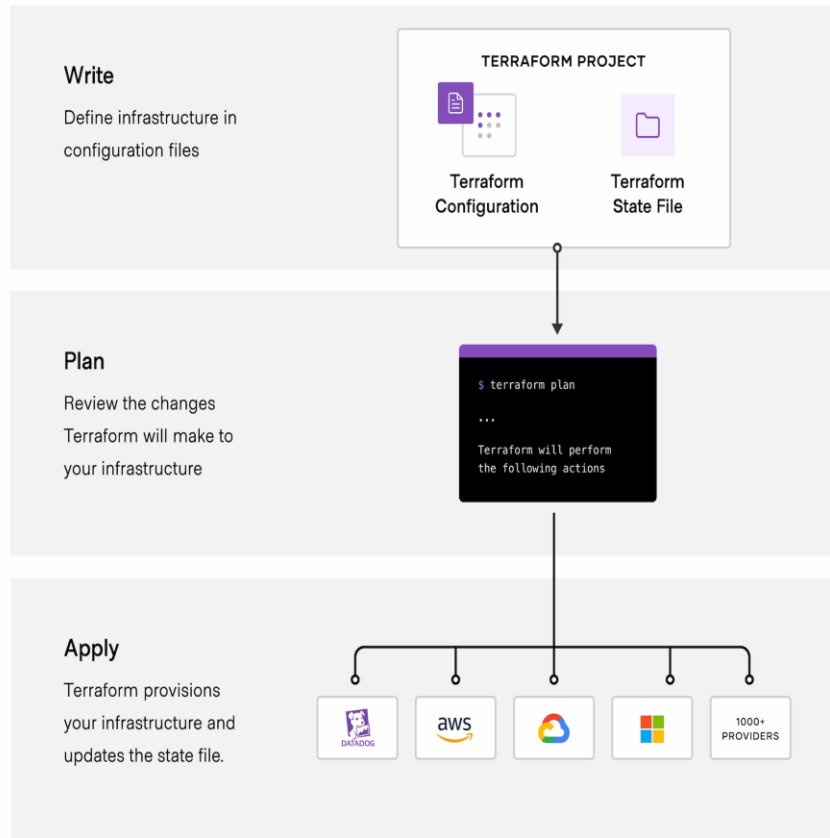 Write
Define infrastructure in
configuration files
TERRAFORM PROJECT
Terraform
Configuration
Terraform
State File
Plan
Review the changes
Terraform will make to
your infrastructure
$ terraform plan
...
Terraform will perform
the following actions
Apply
Terraform provisions
your infrastructure and
updates the state file.
DATADOG
aws
1000+
PROVIDERS